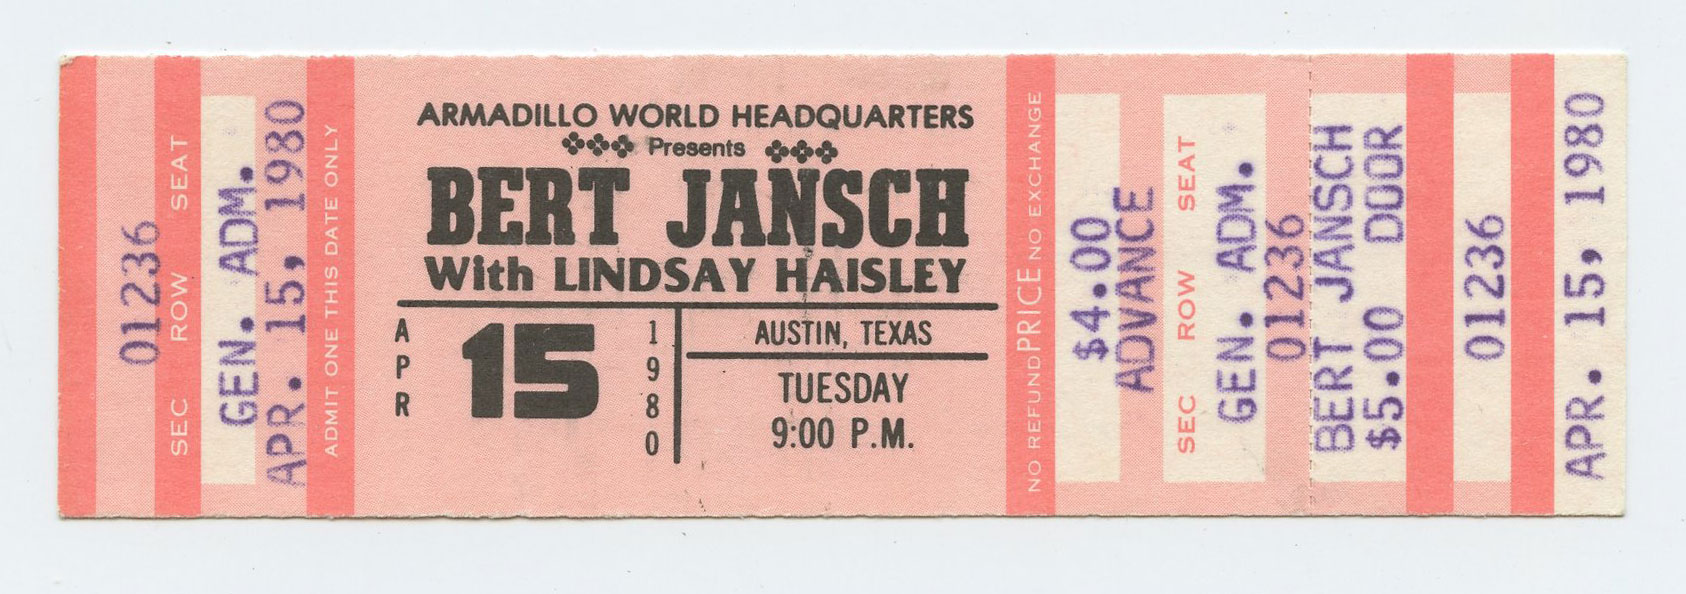 01236
SEC ROW SEAT
GEN. ADM.
APR. 15, 1980
ADMIT ONE THIS DATE ONLY
ARMADILLO WORLD HEADQUARTERS
Presents
BERT JANSCH
With LINDSAY HAISLEY
APR
15
1980
AUSTIN, TEXAS
TUESDAY
9:00 P.M.
NO REFUND PRICE NO EXCHANGE
$4.00
ADVANCE
SEC ROW SEAT
GEN. ADM.
01236
BERT JANSCH
$5.00 DOOR
01236
APR. 15, 1980